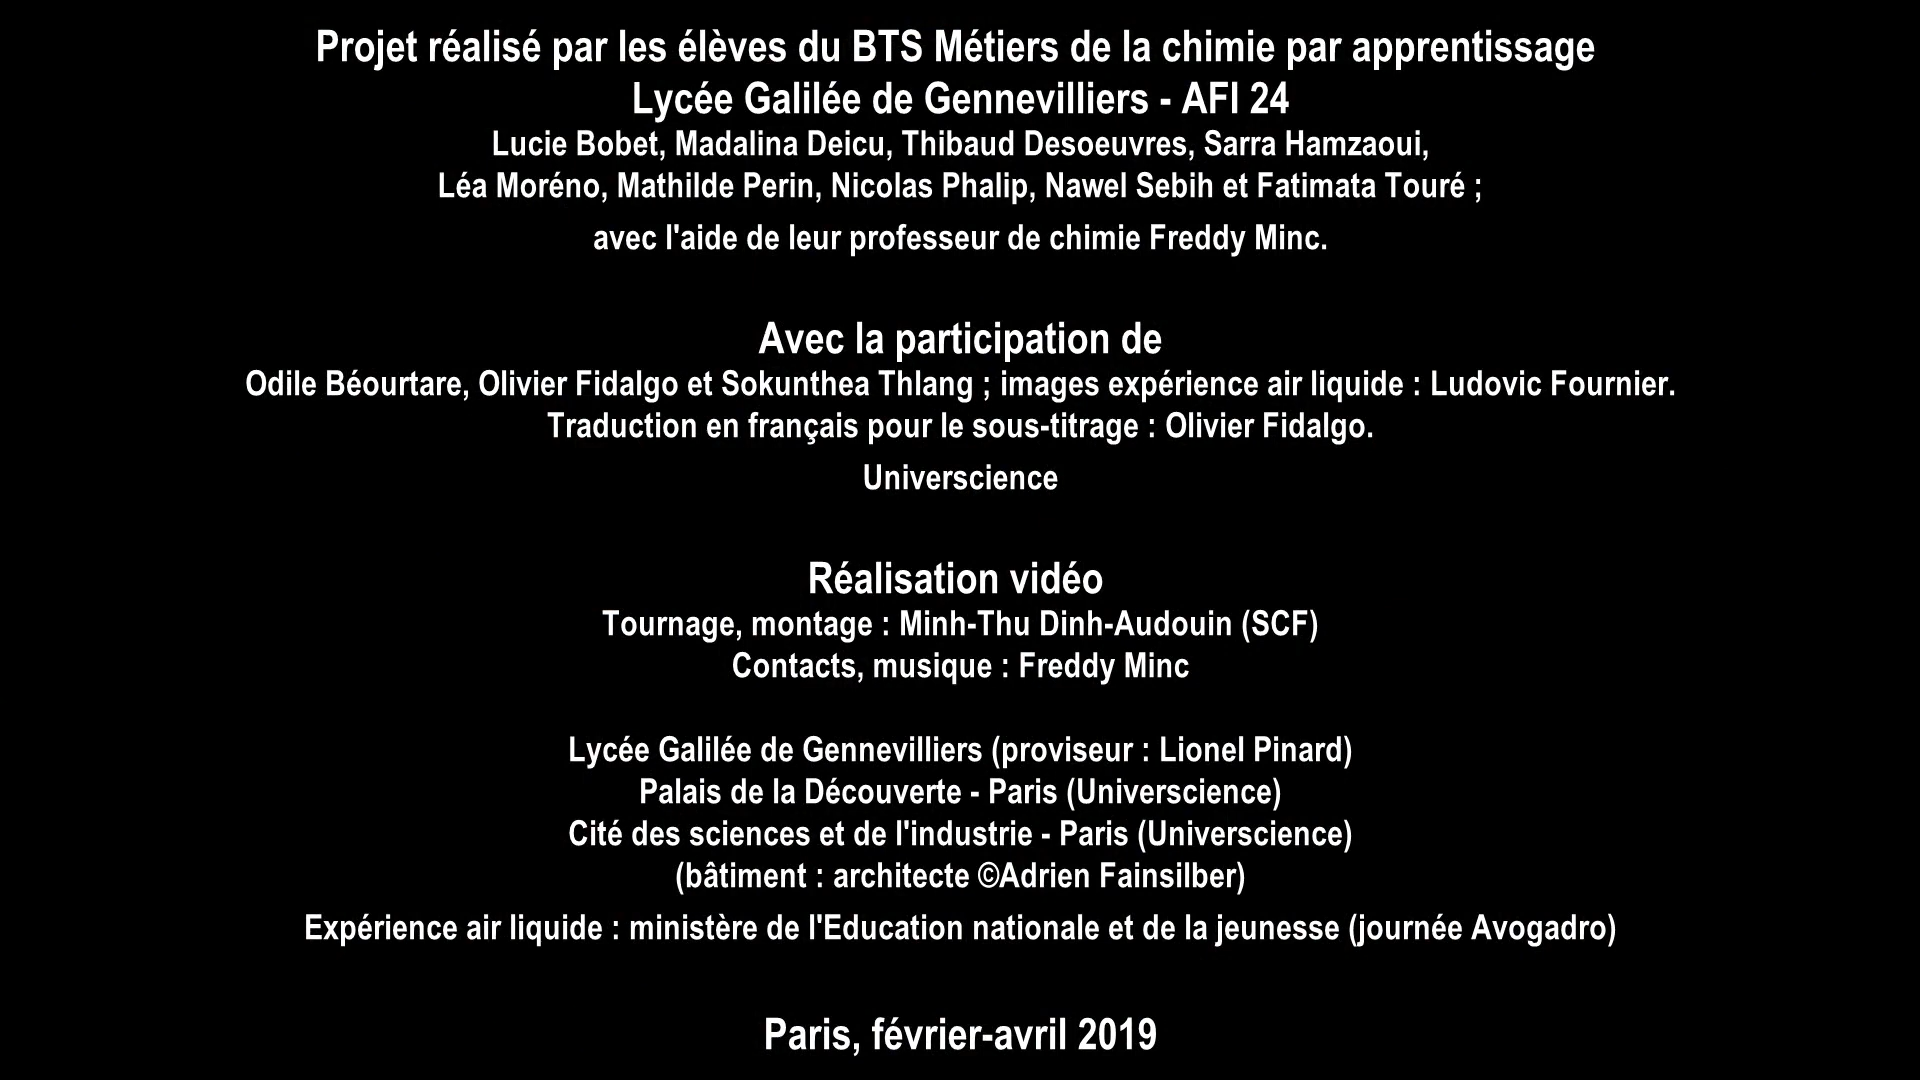 Projet réalisé par les élèves du BTS Métiers de la chimie par apprentissage
Lycée Galilée de Gennevilliers - AFI 24
Lucie Bobet, Madalina Deicu, Thibaud Desoeuvres, Sarra Hamzaoui,
Léa Moréno, Mathilde Perin, Nicolas Phalip, Nawel Sebih et Fatimata Touré ;
avec l'aide de leur professeur de chimie Freddy Minc.
Avec la participation de
Odile Béourtare, Olivier Fidalgo et Sokunthea Thlang ; images expérience air liquide : Ludovic Fournier.
Traduction en français pour le sous-titrage : Olivier Fidalgo.
Universcience
Réalisation vidéo
Tournage, montage : Minh-Thu Dinh-Audouin (SCF)
Contacts, musique : Freddy Minc
Lycée Galilée de Gennevilliers (proviseur : Lionel Pinard)
Palais de la Découverte - Paris (Universcience)
Cité des sciences et de l'industrie - Paris (Universcience)
(bâtiment : architecte ©Adrien Fainsilber)
Expérience air liquide : ministère de l'Education nationale et de la jeunesse (journée Avogadro)
Paris, février-avril 2019